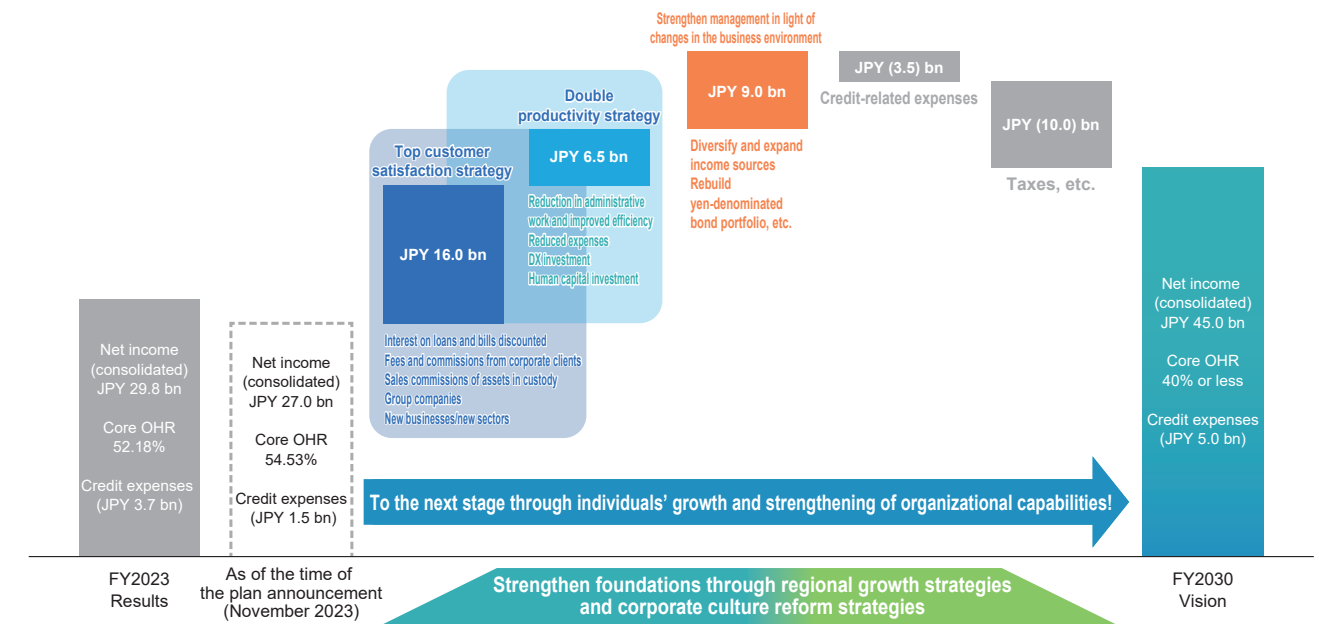 Strengthen management in light of
changes in the business environment
JPY 9.0 bn
Diversify and expand
income sources
Rebuild
yen-denominated
bond portfolio, etc.
JPY (3.5) bn
Credit-related expenses
JPY (10.0) bn
Taxes, etc.
Double
productivity strategy
JPY 6.5 bn
Reduction in administrative
work and improved efficiency
Reduced expenses
DX investment
Human capital investment
Top customer
satisfaction strategy
JPY 16.0 bn
Interest on loans and bills discounted
Fees and commissions from corporate clients
Sales commissions of assets in custody
Group companies
New businesses/new sectors
Net income
(consolidated)
JPY 29.8 bn
Core OHR
52.18%
Credit expenses
(JPY 3.7 bn)
Net income
(consolidated)
JPY 27.0 bn
Core OHR
54.53%
Credit expenses
(JPY 1.5 bn)
Net income
(consolidated)
JPY 45.0 bn
Core OHR
40% or less
Credit expenses
(JPY 5.0 bn)
To the next stage through individuals' growth and strengthening of organizational capabilities!
FY2023
Results
As of the time of
the plan announcement
(November 2023)
Strengthen foundations through regional growth strategies
and corporate culture reform strategies
FY2030
Vision